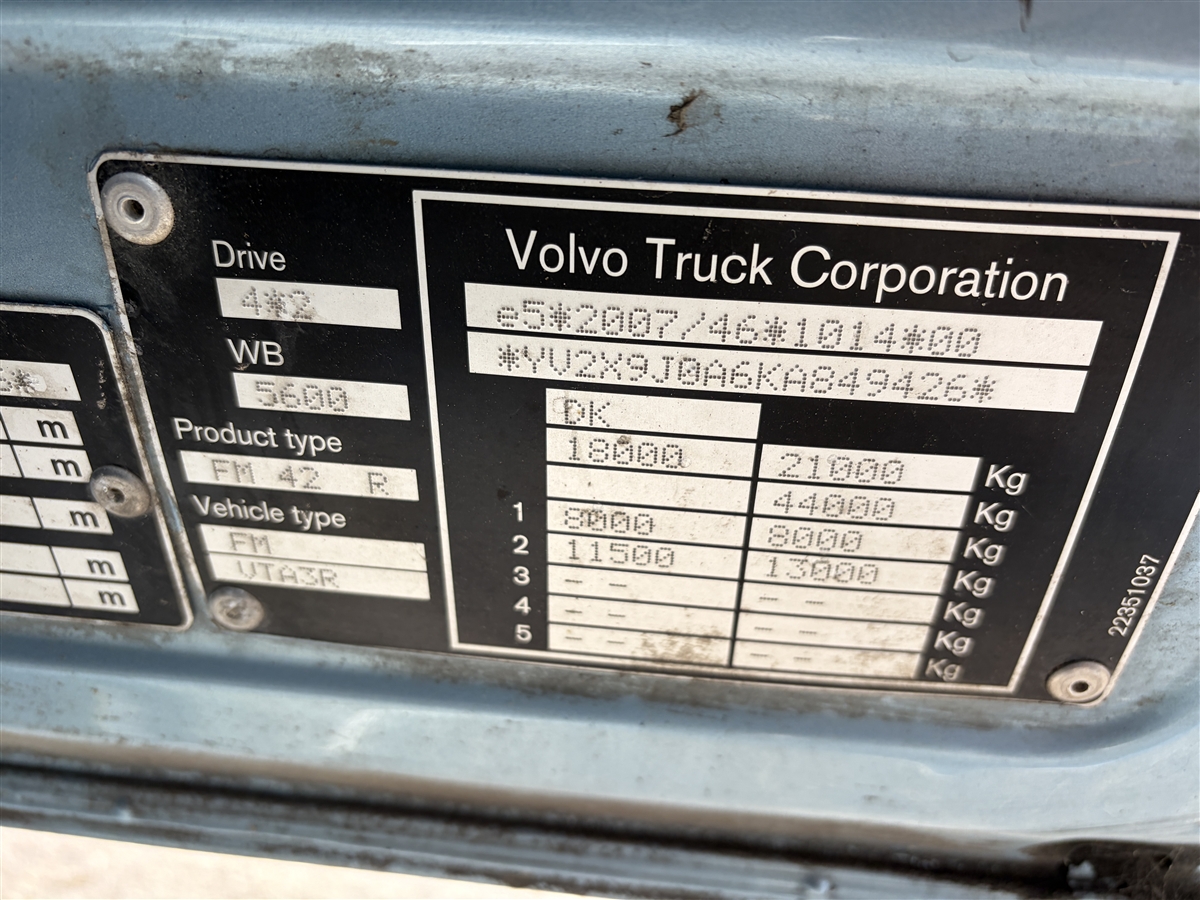 Drive
4*2
WB
5600
Product type
FM 42 R
Vehicle type
FM
VTA3R
Volvo Truck Corporation
e5*2007/46*1014*00
*YV2X9J0A6KA849426*
DK
18000 21000 Kg
44000 Kg
1 8000 8000 Kg
2 11500 13000 Kg
3 -- -- Kg
4 -- -- Kg
5 -- -- Kg
22351037
m
m
m
m
m